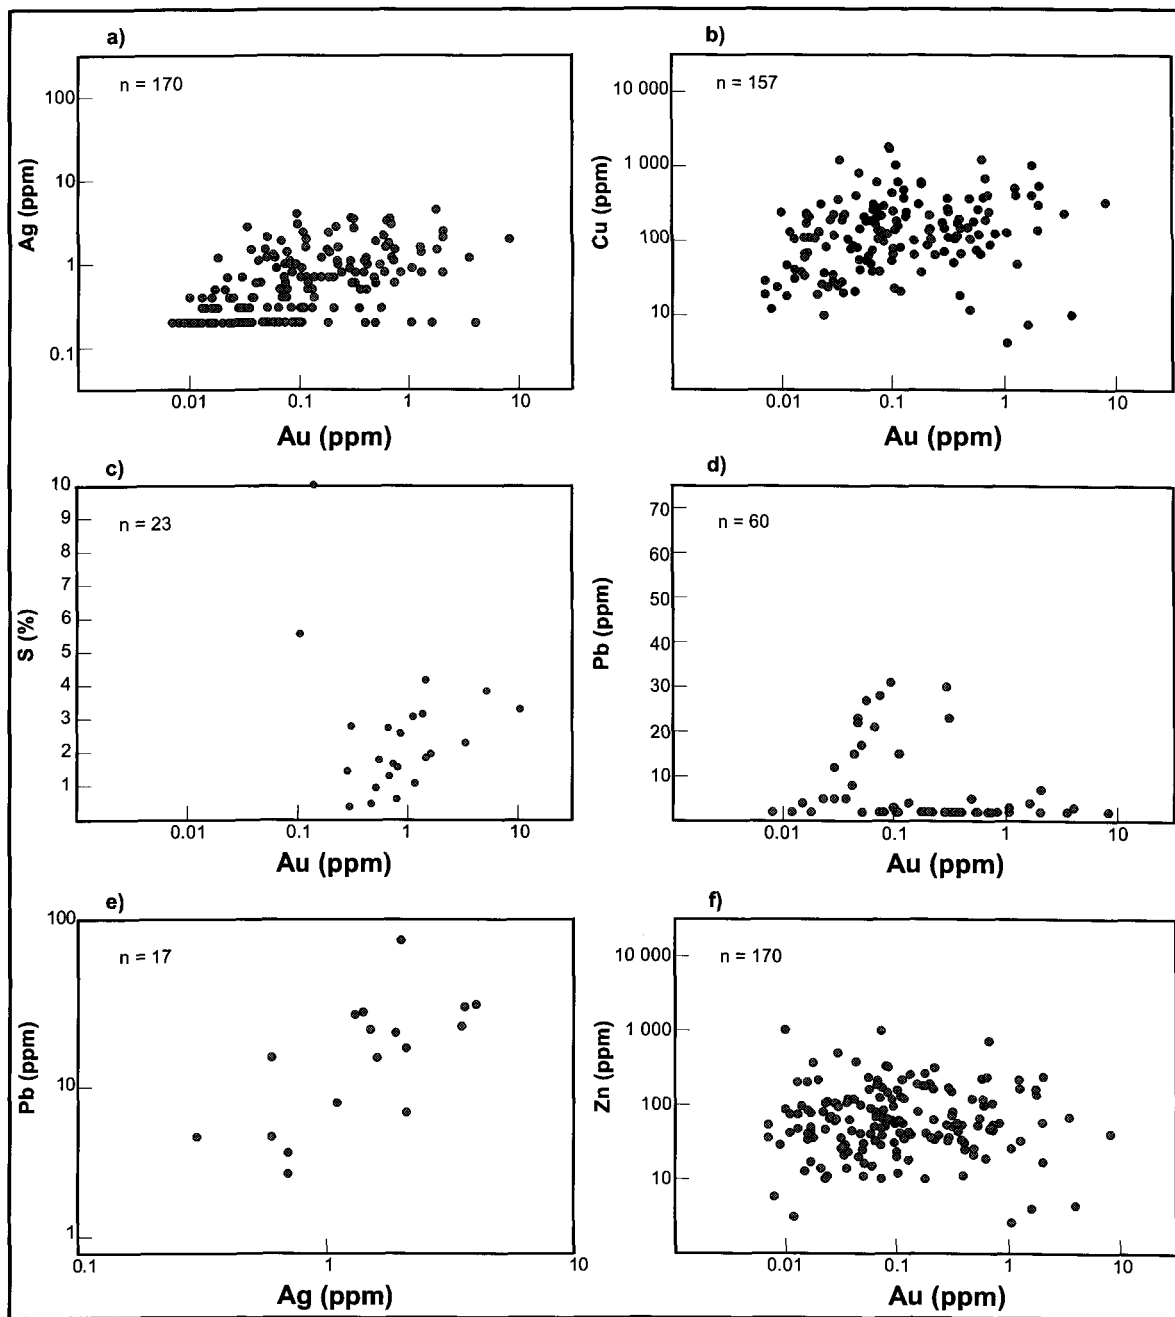 a)
n = 170
100
10
1
0.1
Ag (ppm)
0.01 0.1 1 10
Au (ppm)
b)
n = 157
10 000
1 000
100
10
Cu (ppm)
0.01 0.1 1 10
Au (ppm)
c)
n = 23
10
9
8
7
6
5
4
3
2
1
S (%)
0.01 0.1 1 10
Au (ppm)
d)
n = 60
70
60
50
40
30
20
10
Pb (ppm)
0.01 0.1 1 10
Au (ppm)
e)
n = 17
100
10
1
Pb (ppm)
0.1 1 10
Ag (ppm)
f)
n = 170
10 000
1 000
100
10
Zn (ppm)
0.01 0.1 1 10
Au (ppm)